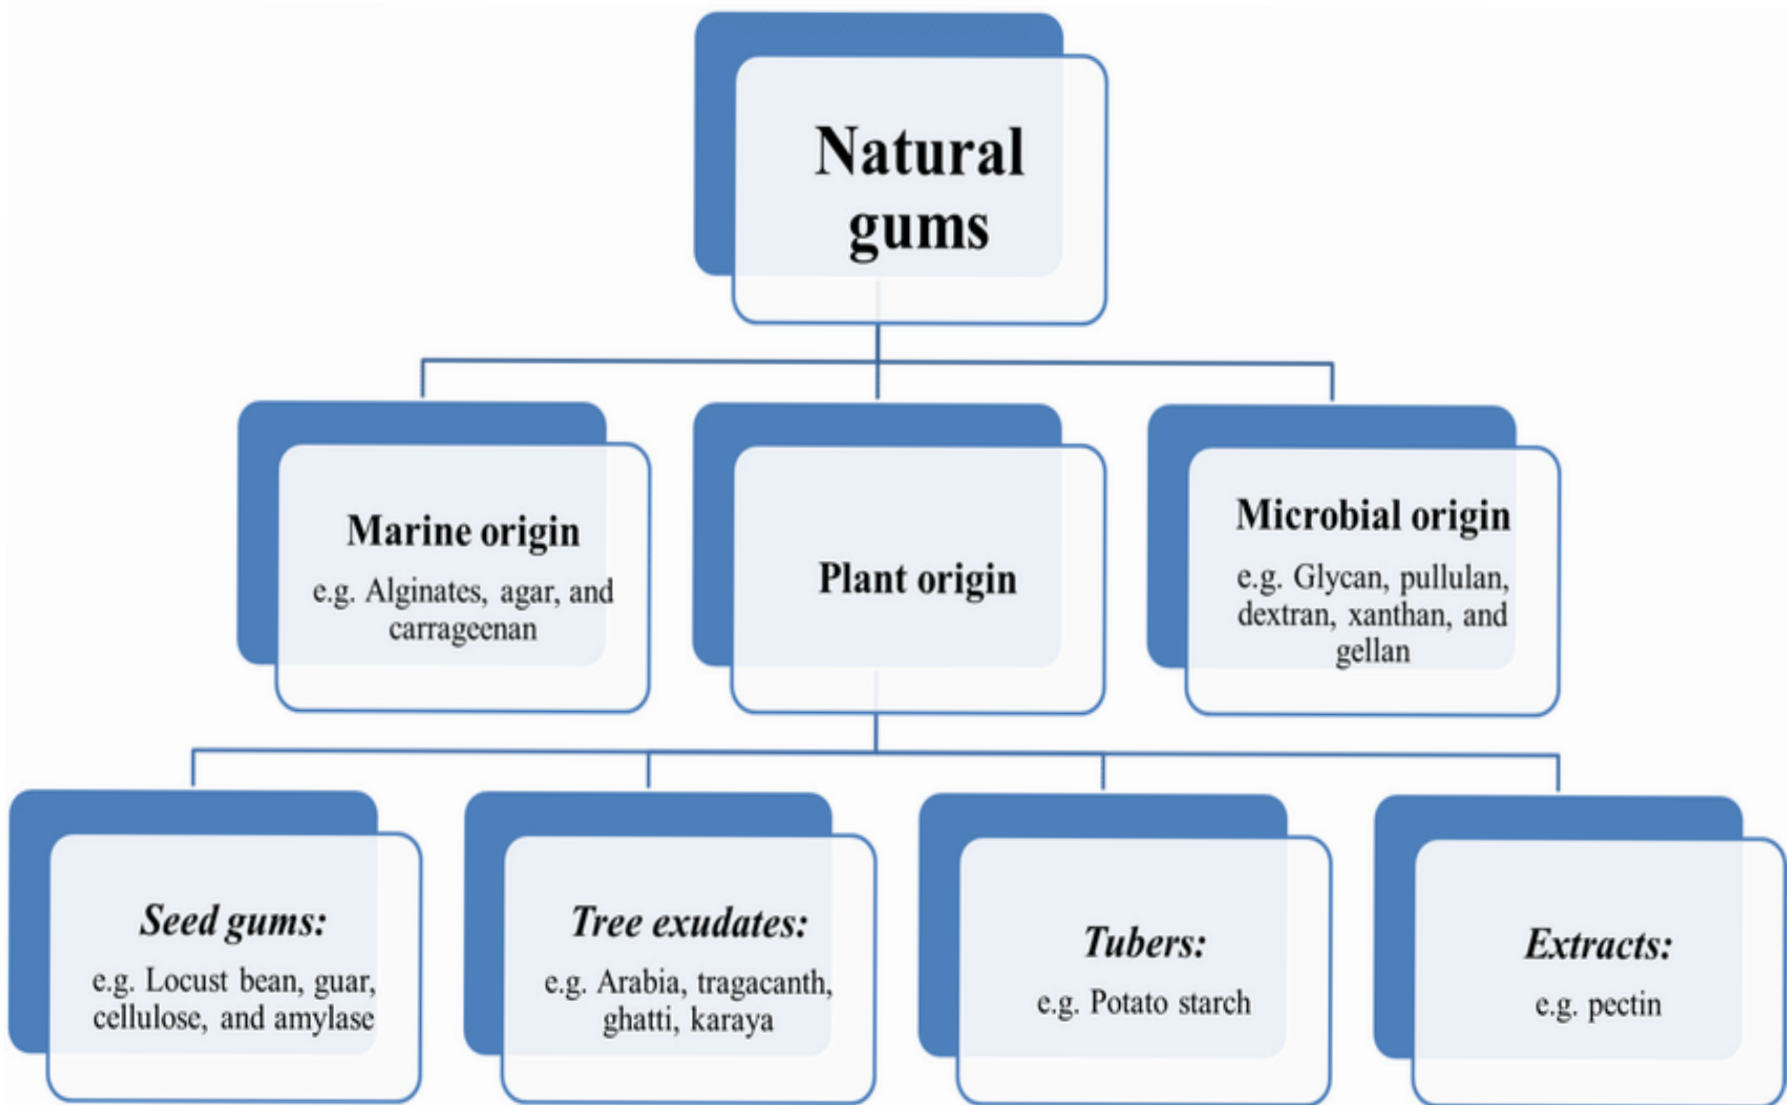 Natural
gums
Marine origin
e.g. Alginates, agar, and
carrageenan
Plant origin
Microbial origin
e.g. Glycan, pullulan,
dextran, xanthan, and
gellan
Seed gums:
e.g. Locust bean, guar,
cellulose, and amylase
Tree exudates:
e.g. Arabia, tragacanth,
ghatti, karaya
Tubers:
e.g. Potato starch
Extracts:
e.g. pectin